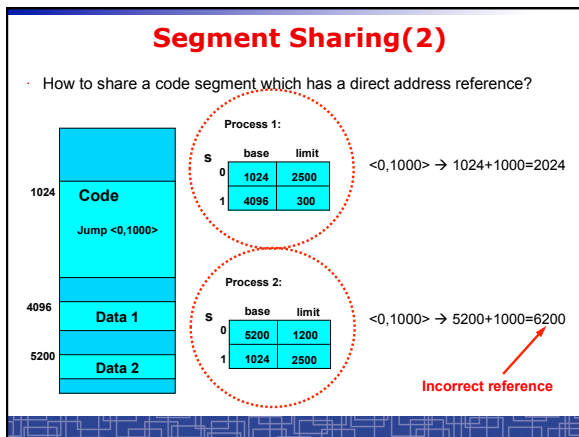 Segment Sharing(2)
· How to share a code segment which has a direct address reference?
1024
Code
Jump <0,1000>
4096
Data 1
5200
Data 2
Process 1:
s base limit
0 1024 2500
1 4096 300
<0,1000> → 1024+1000=2024
Process 2:
s base limit
0 5200 1200
1 1024 2500
<0,1000> → 5200+1000=6200
Incorrect reference